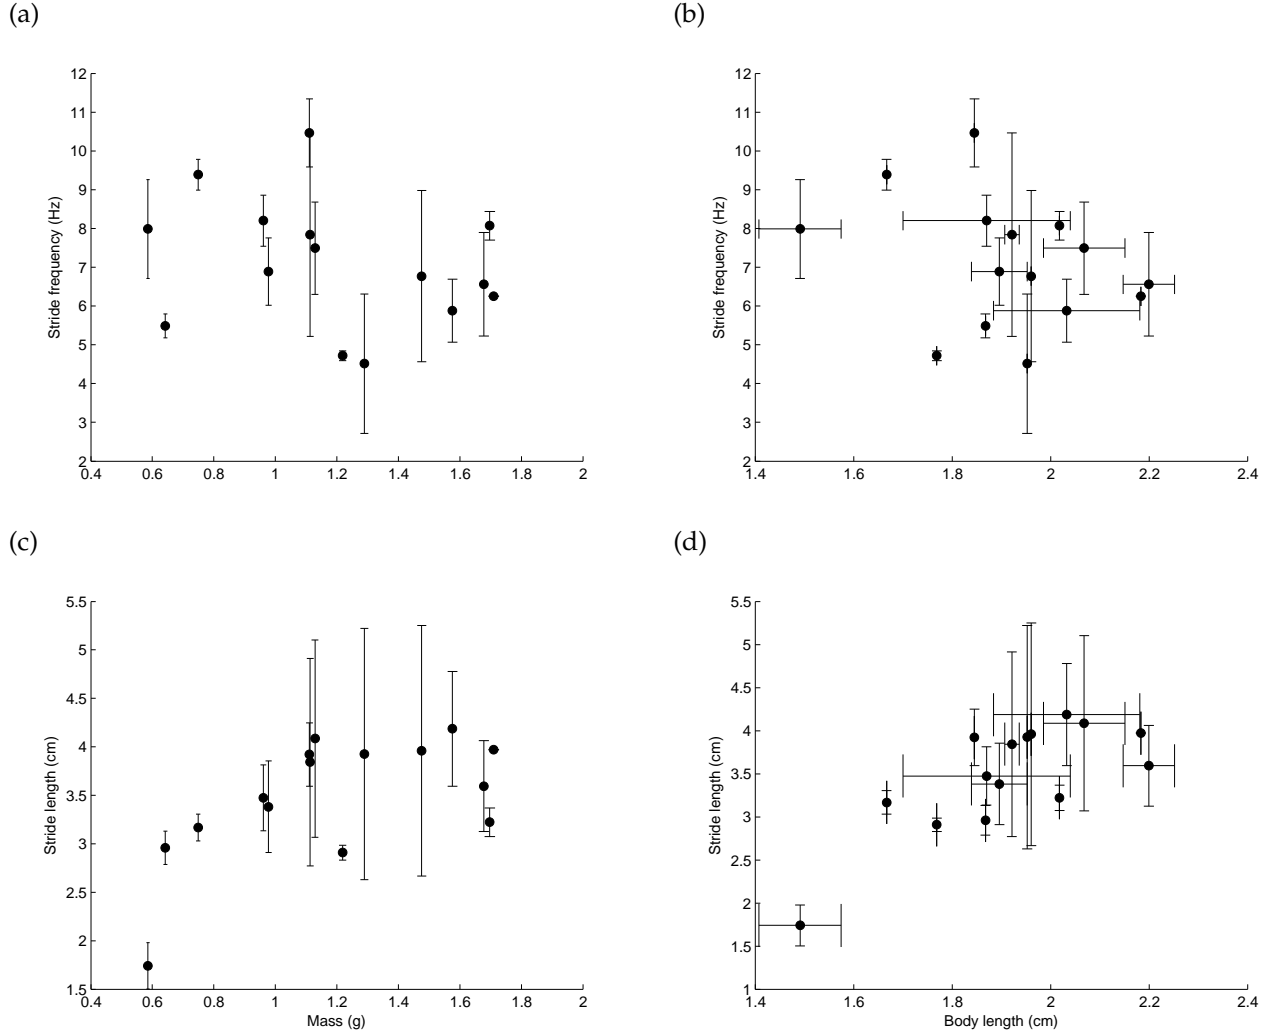 (a)
12
11
10
9
8
7
6
5
4
3
2
0.4 0.6 0.8 1 1.2 1.4 1.6 1.8 2
Stride frequency (Hz)
(b)
12
11
10
9
8
7
6
5
4
3
2
1.4 1.6 1.8 2 2.2 2.4
Stride frequency (Hz)
(c)
5.5
5
4.5
4
3.5
3
2.5
2
1.5
0.4 0.6 0.8 1 1.2 1.4 1.6 1.8 2
Stride length (cm)
Mass (g)
(d)
5.5
5
4.5
4
3.5
3
2.5
2
1.5
1
1.4 1.6 1.8 2 2.2 2.4
Stride length (cm)
Body length (cm)